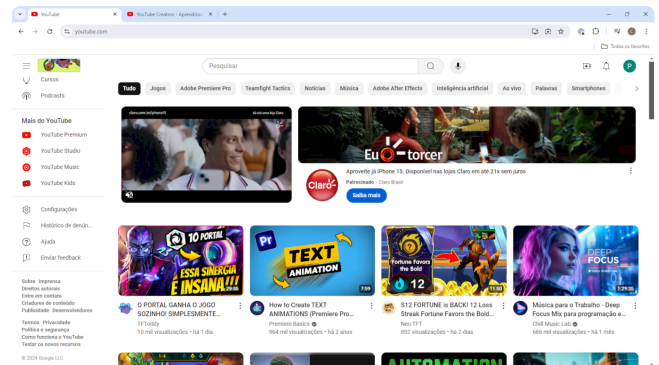 YouTube
YouTube Creators - Aprendizad
youtube.com
Todos os favoritos
Cursos
Podcasts
Mais do YouTube
YouTube Premium
YouTube Studio
YouTube Music
YouTube Kids
Configurações
Histórico de denún...
Ajuda
Enviar feedback
Sobre Imprensa
Direitos autorais
Entre em contato
Criadores de conteúdo
Publicidade Desenvolvedores
Termos Privacidade
Política e segurança
Como funciona o YouTube
Testar os novos recursos
© 2024 Google LLC
Pesquisar
P
Tudo Jogos Adobe Premiere Pro Teamfight Tactics Notícias Música Adobe After Effects Inteligência artificial Ao vivo Palavras Smartphones
Eu torcer
Claro
Aproveite já iPhone 15. Disponível nas lojas Claro em até 21x sem juros
Patrocinado · Claro Brasil
Saiba mais
10 PORTAL
ESSA SINERGIA
É INSANA!!!
29:55
O PORTAL GANHA O JOGO
SOZINHO! SIMPLESMENTE...
TFToddy
10 mil visualizações • há 1 dia
Pr
TEXT
ANIMATION
7:59
How to Create TEXT
ANIMATIONS (Premiere Pro...
Premiere Basics
964 mil visualizações • há 2 anos
Fortune Favors
the Bold
12
11:50
S12 FORTUNE is BACK! 12 Loss
Streak Fortune Favors the Bold...
Neo TFT
892 visualizações • há 2 dias
DEEP
FOCUS
1:29:35
Música para o Trabalho - Deep
Focus Mix para programação e...
Chill Music Lab
666 mil visualizações • há 1 mês
AUTOMATION